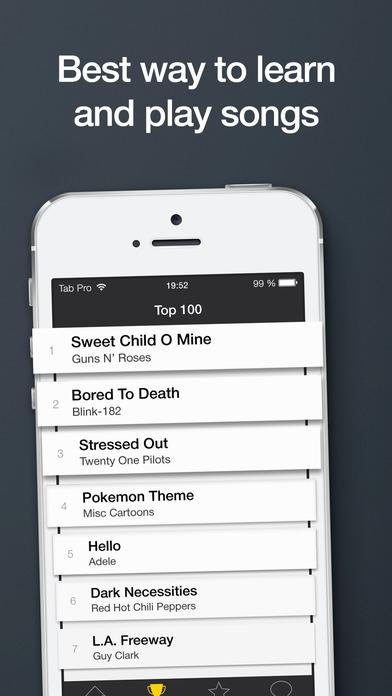 Best way to learn
and play songs
Tab Pro 19:52 99 %
Top 100
1 Sweet Child O Mine
Guns N' Roses
2 Bored To Death
Blink-182
3 Stressed Out
Twenty One Pilots
4 Pokemon Theme
Misc Cartoons
5 Hello
Adele
6 Dark Necessities
Red Hot Chili Peppers
7 L.A. Freeway
Guy Clark